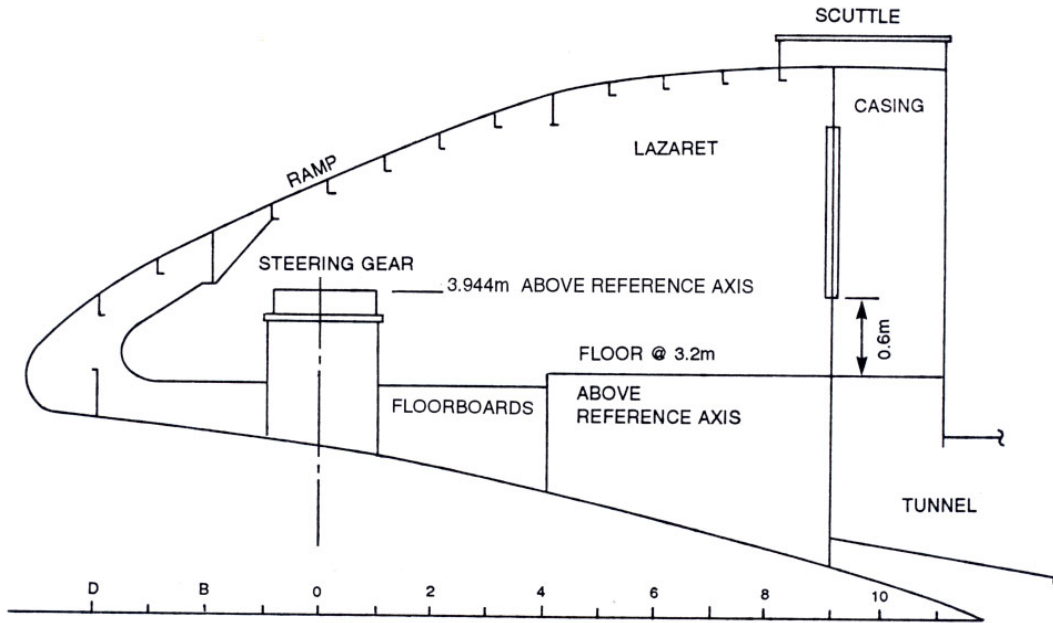 SCUTTLE
CASING
LAZARET
RAMP
STEERING GEAR
3.944m ABOVE REFERENCE AXIS
0.6m
FLOOR @ 3.2m
ABOVE
REFERENCE AXIS
FLOORBOARDS
TUNNEL
D B 0 2 4 6 8 10